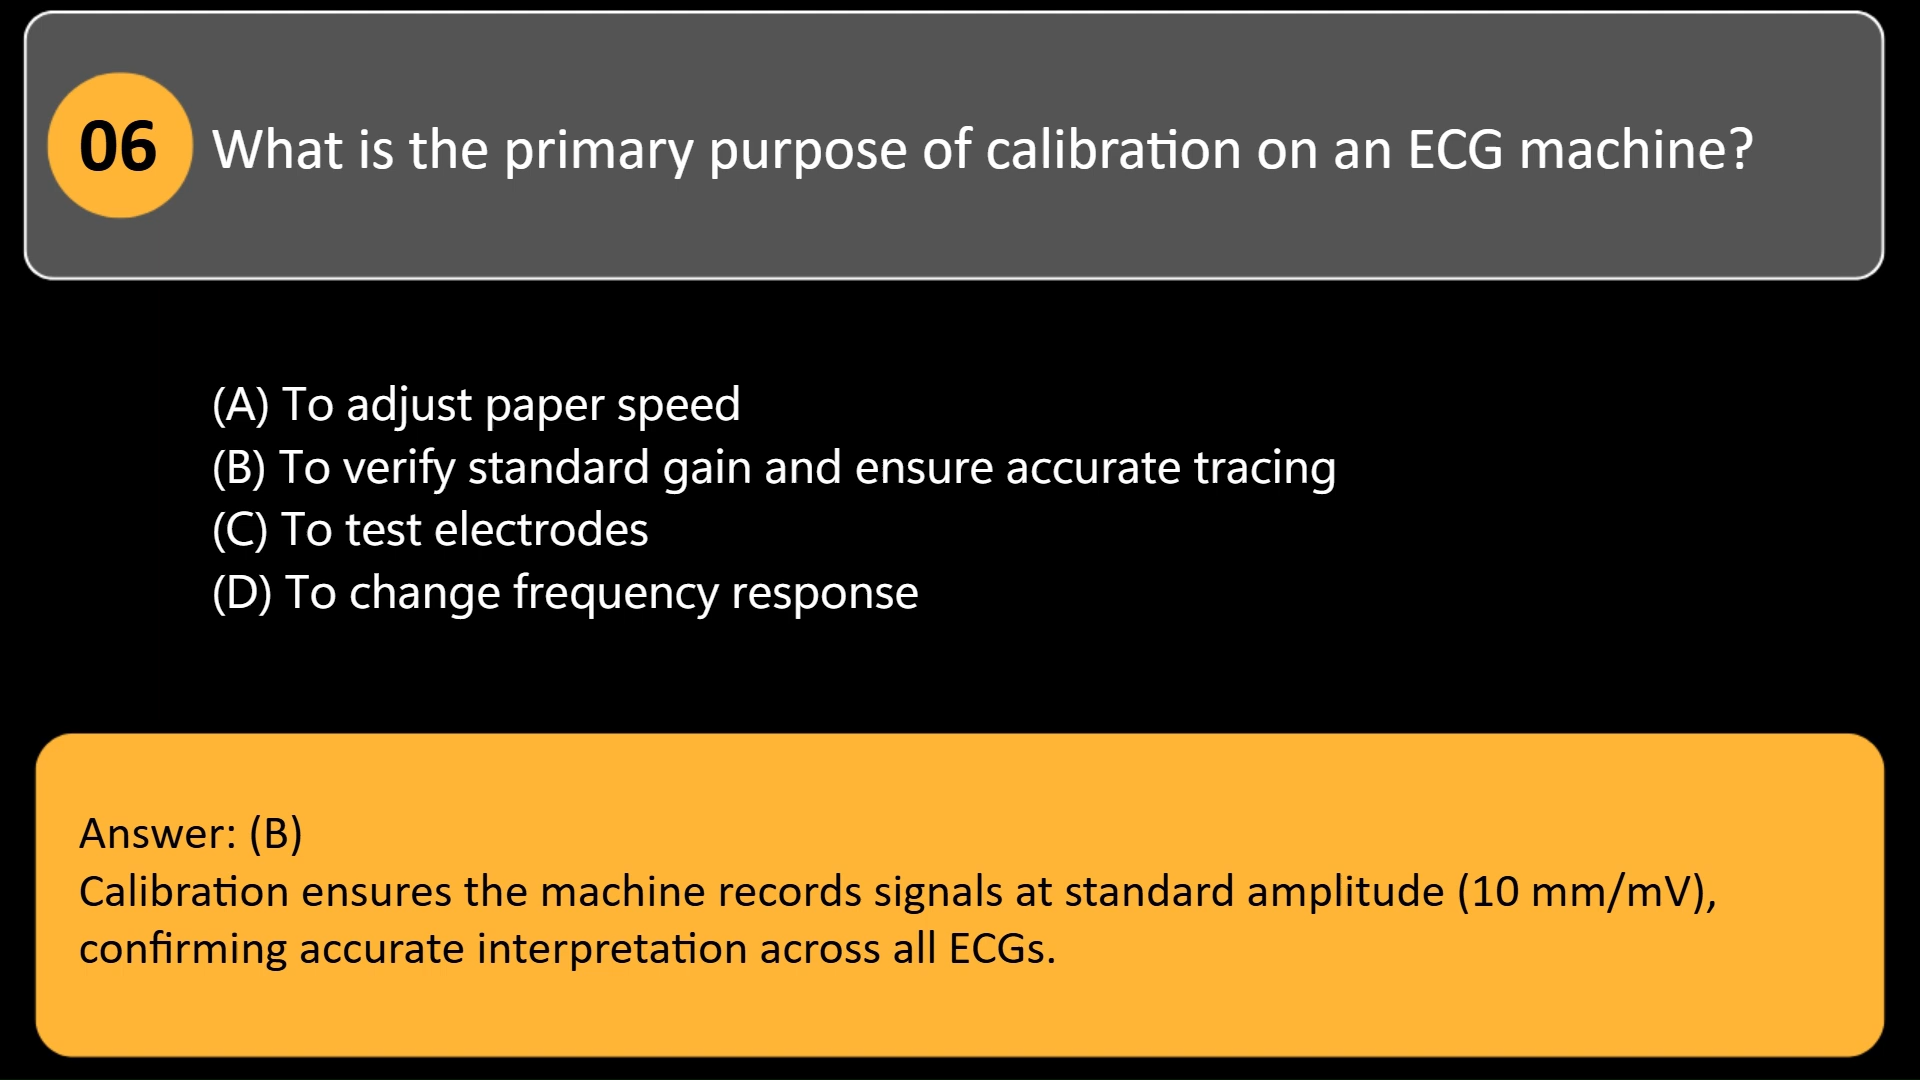 06
What is the primary purpose of calibration on an ECG machine?
(A) To adjust paper speed
(B) To verify standard gain and ensure accurate tracing
(C) To test electrodes
(D) To change frequency response
Answer: (B)
Calibration ensures the machine records signals at standard amplitude (10 mm/mV),
confirming accurate interpretation across all ECGs.